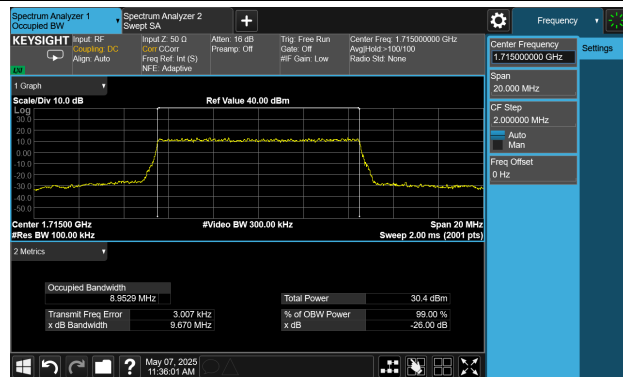 Spectrum Analyzer 1
Occupied BW
Spectrum Analyzer 2
Swept SA
+
Frequency
KEYSIGHT
Input: RF
Coupling: DC
Align: Auto
Input Z: 50 Ω
Corr CCorr
Freq Ref: Int (S)
NFE: Adaptive
Atten: 16 dB
Preamp: Off
Trig: Free Run
Gate: Off
#IF Gain: Low
Center Freq: 1.715000000 GHz
Avg|Hold:>100/100
Radio Std: None
Center Frequency
1.715000000 GHz
Settings
Span
20.000 MHz
CF Step
2.000000 MHz
Auto
Man
Freq Offset
0 Hz
1 Graph
Scale/Div 10.0 dB
Ref Value 40.00 dBm
Log
30.0
20.0
10.0
0.00
-10.0
-20.0
-30.0
-40.0
-50.0
Center 1.71500 GHz
#Video BW 300.00 kHz
Span 20 MHz
#Res BW 100.00 kHz
Sweep 2.00 ms (2001 pts)
2 Metrics
Occupied Bandwidth
8.9529 MHz
Total Power
30.4 dBm
Transmit Freq Error
3.007 kHz
% of OBW Power
99.00 %
x dB Bandwidth
9.670 MHz
x dB
-26.00 dB
?
May 07, 2025
11:36:01 AM